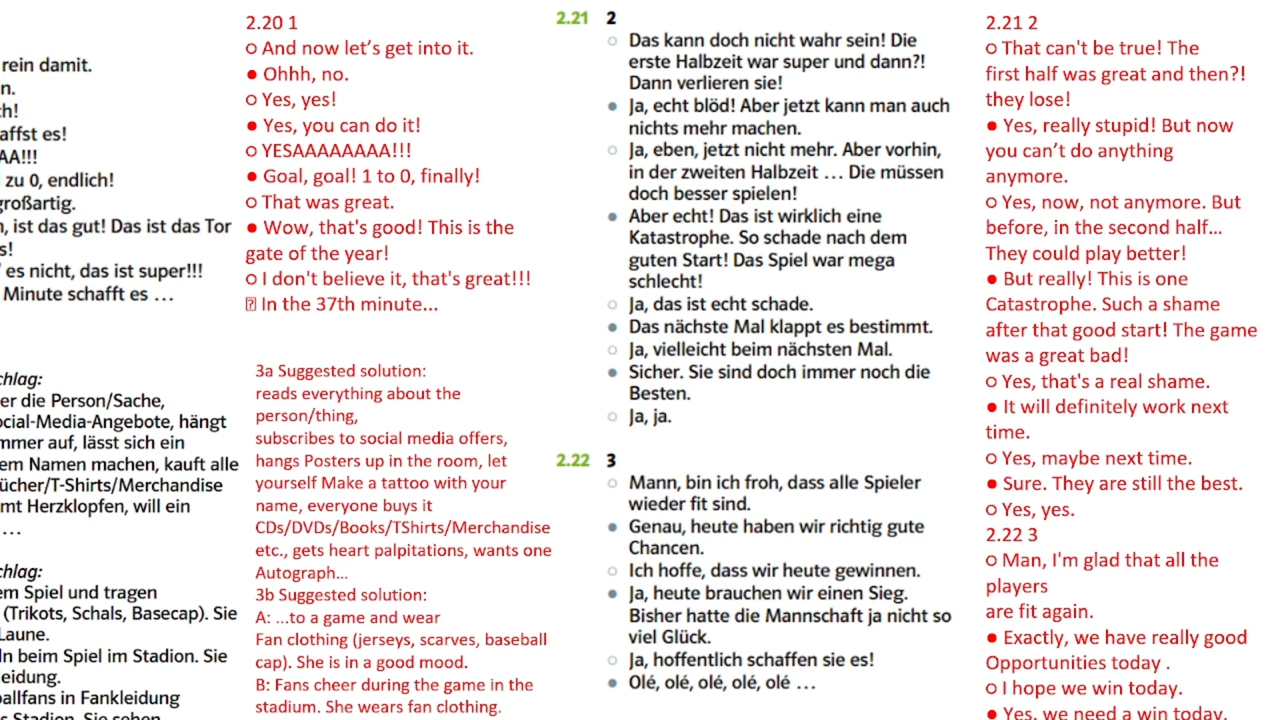 rein damit.
n.
ch!
affst es!
AA!!!
zu 0, endlich!
großartig.
n, ist das gut! Das ist das Tor
s!
es nicht, das ist super!!!
Minute schafft es …
chlag:
er die Person/Sache,
ocial-Media-Angebote, hängt
mmer auf, lässt sich ein
em Namen machen, kauft alle
ücher/T-Shirts/Merchandise
mt Herzklopfen, will ein
…
chlag:
em Spiel und tragen
(Trikots, Schals, Basecap). Sie
Laune.
ln beim Spiel im Stadion. Sie
eidung.
ballfans in Fankleidung
s Stadion. Sie sehen
2.20 1
○ And now let’s get into it.
● Ohhh, no.
○ Yes, yes!
● Yes, you can do it!
○ YESAAAAAAAA!!!
● Goal, goal! 1 to 0, finally!
○ That was great.
● Wow, that's good! This is the
gate of the year!
○ I don't believe it, that's great!!!
In the 37th minute...
3a Suggested solution:
reads everything about the
person/thing,
subscribes to social media offers,
hangs Posters up in the room, let
yourself Make a tattoo with your
name, everyone buys it
CDs/DVDs/Books/TShirts/Merchandise
etc., gets heart palpitations, wants one
Autograph...
3b Suggested solution:
A: ...to a game and wear
Fan clothing (jerseys, scarves, baseball
cap). She is in a good mood.
B: Fans cheer during the game in the
stadium. She wears fan clothing.
2.21 2
○ Das kann doch nicht wahr sein! Die
erste Halbzeit war super und dann?!
Dann verlieren sie!
● Ja, echt blöd! Aber jetzt kann man auch
nichts mehr machen.
○ Ja, eben, jetzt nicht mehr. Aber vorhin,
in der zweiten Halbzeit … Die müssen
doch besser spielen!
● Aber echt! Das ist wirklich eine
Katastrophe. So schade nach dem
guten Start! Das Spiel war mega
schlecht!
○ Ja, das ist echt schade.
● Das nächste Mal klappt es bestimmt.
○ Ja, vielleicht beim nächsten Mal.
● Sicher. Sie sind doch immer noch die
Besten.
○ Ja, ja.
2.22 3
○ Mann, bin ich froh, dass alle Spieler
wieder fit sind.
● Genau, heute haben wir richtig gute
Chancen.
○ Ich hoffe, dass wir heute gewinnen.
● Ja, heute brauchen wir einen Sieg.
Bisher hatte die Mannschaft ja nicht so
viel Glück.
○ Ja, hoffentlich schaffen sie es!
● Olé, olé, olé, olé, olé …
2.21 2
○ That can't be true! The
first half was great and then?!
they lose!
● Yes, really stupid! But now
you can’t do anything
anymore.
○ Yes, now, not anymore. But
before, in the second half...
They could play better!
● But really! This is one
Catastrophe. Such a shame
after that good start! The game
was a great bad!
○ Yes, that's a real shame.
● It will definitely work next
time.
○ Yes, maybe next time.
● Sure. They are still the best.
○ Yes, yes.
2.22 3
○ Man, I'm glad that all the
players
are fit again.
● Exactly, we have really good
Opportunities today .
○ I hope we win today.
● Yes, we need a win today.